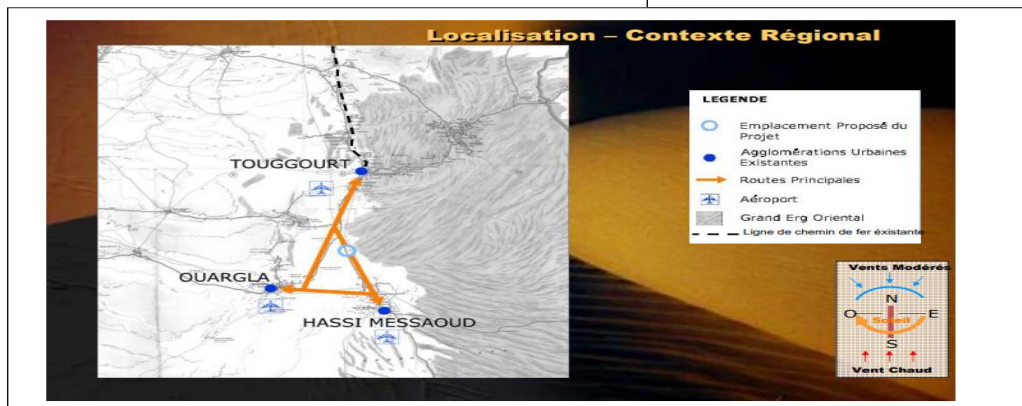 Localisation – Contexte Régional
TOUGGOURT
OUARGLA
HASSI MESSAOUD
LEGENDE
Emplacement Proposé du
Projet
Agglomérations Urbaines
Existantes
Routes Principales
Aéroport
Grand Erg Oriental
Ligne de chemin de fer éxistante
Vents Modérés
N
O
E
Soleil
S
Vent Chaud